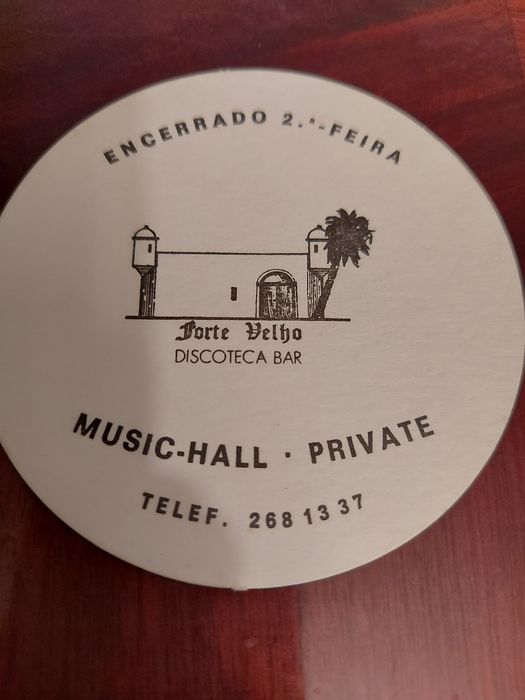 ENCERRADO 2.ª-FEIRA
Forte Velho
DISCOTECA BAR
MUSIC-HALL · PRIVATE
TELEF. 268 13 37